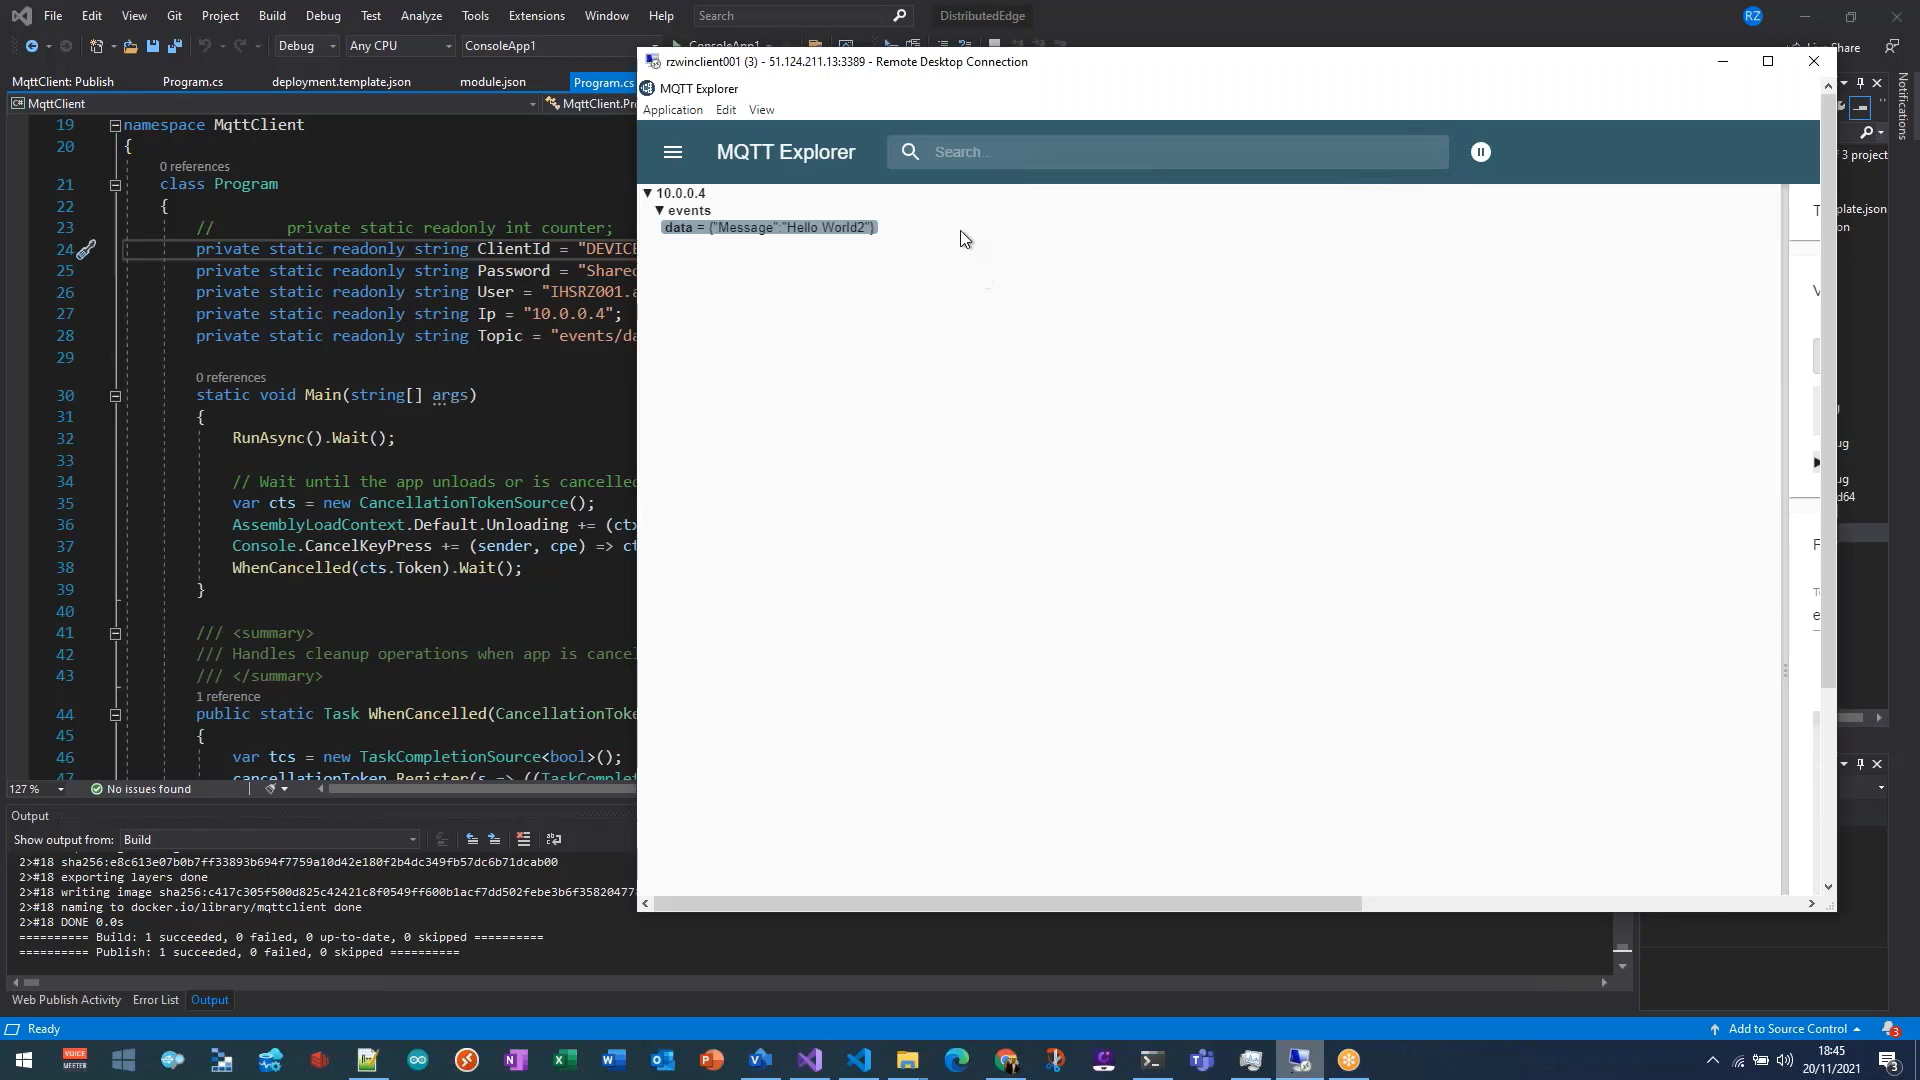 File Edit View Git Project Build Debug Test Analyze Tools Extensions Window Help Search DistributedEdge RZ
Debug Any CPU ConsoleApp1 ConsoleApp1 Share
MqttClient: Publish Program.cs deployment.template.json module.json Program.cs
MqttClient MqttClient.Pr
19 namespace MqttClient
20 {
0 references
21 class Program
22 {
23 // private static readonly int counter;
24 private static readonly string ClientId = "DEVICE
25 private static readonly string Password = "Shared
26 private static readonly string User = "IHSRZ001.a
27 private static readonly string Ip = "10.0.0.4";
28 private static readonly string Topic = "events/da
29
0 references
30 static void Main(string[] args)
31 {
32 RunAsync().Wait();
33
34 // Wait until the app unloads or is cancelled
35 var cts = new CancellationTokenSource();
36 AssemblyLoadContext.Default.Unloading += (ctx
37 Console.CancelKeyPress += (sender, cpe) => ct
38 WhenCancelled(cts.Token).Wait();
39 }
40
41 /// <summary>
42 /// Handles cleanup operations when app is cancel
43 /// </summary>
1 reference
44 public static Task WhenCancelled(CancellationToke
45 {
46 var tcs = new TaskCompletionSource<bool>();
47 cancellationToken.Register(s => ((TaskComplet
127 % No issues found
Output
Show output from: Build
2>#18 sha256:e8c613e07b0b7ff33893b694f7759a10d42e180f2b4dc349fb57dc6b71dcab00
2>#18 exporting layers done
2>#18 writing image sha256:c417c305f500d825c42421c8f0549ff600b1acf7dd502febe3b6f35820477
2>#18 naming to docker.io/library/mqttclient done
2>#18 DONE 0.0s
========== Build: 1 succeeded, 0 failed, 0 up-to-date, 0 skipped ==========
========== Publish: 1 succeeded, 0 failed, 0 skipped ==========
Web Publish Activity Error List Output
Ready Add to Source Control 3
rzwinclient001 (3) - 51.124.211.13:3389 - Remote Desktop Connection
MQTT Explorer
Application Edit View
MQTT Explorer Search...
10.0.0.4
events
data = {"Message":"Hello World2"}
Notifications
f 3 project
plate.json
on
ug
ug
d64
VOICE MEETER
18:45
20/11/2021
3